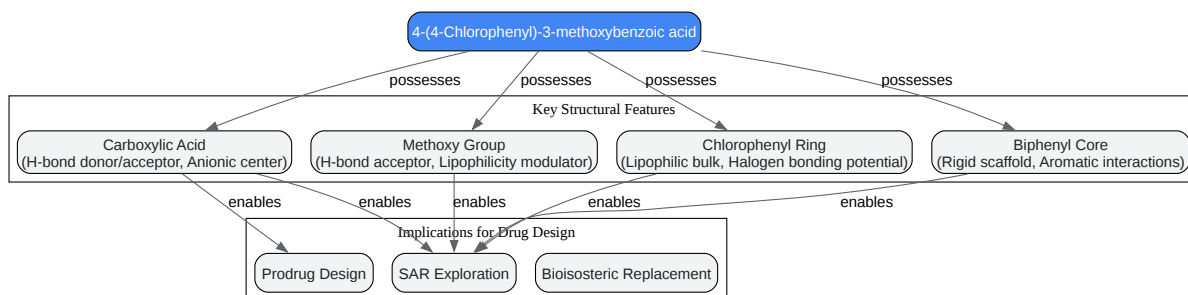 4-(4-Chlorophenyl)-3-methoxybenzoic acid
possesses possesses possesses possesses
Key Structural Features
Carboxylic Acid
(H-bond donor/acceptor, Anionic center)
Methoxy Group
(H-bond acceptor, Lipophilicity modulator)
Chlorophenyl Ring
(Lipophilic bulk, Halogen bonding potential)
Biphenyl Core
(Rigid scaffold, Aromatic interactions)
enables enables enables enables enables
Implications for Drug Design
Prodrug Design
SAR Exploration
Bioisosteric Replacement